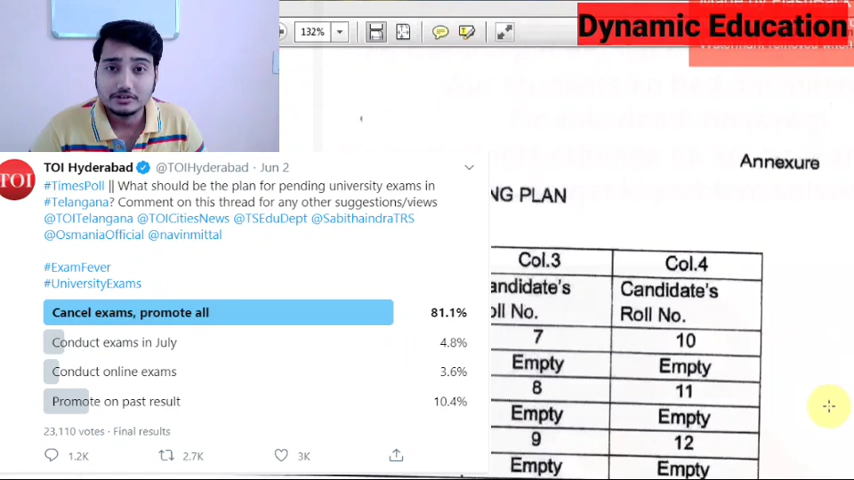 132%
Dynamic Education
TOI Hyderabad @TOIHyderabad · Jun 2
TOI
#TimesPoll || What should be the plan for pending university exams in
#Telangana? Comment on this thread for any other suggestions/views
@TOITelangana @TOICitiesNews @TSEduDept @SabithaindraTRS
@OsmaniaOfficial @navinmittal
#ExamFever
#UniversityExams
Cancel exams, promote all 81.1%
Conduct exams in July 4.8%
Conduct online exams 3.6%
Promote on past result 10.4%
23,110 votes · Final results
1.2K 2.7K 3K
Annexure
NG PLAN
Col.3 Col.4
andidate's Candidate's
oll No. Roll No.
7 10
Empty Empty
8 11
Empty Empty
9 12
Empty Empty